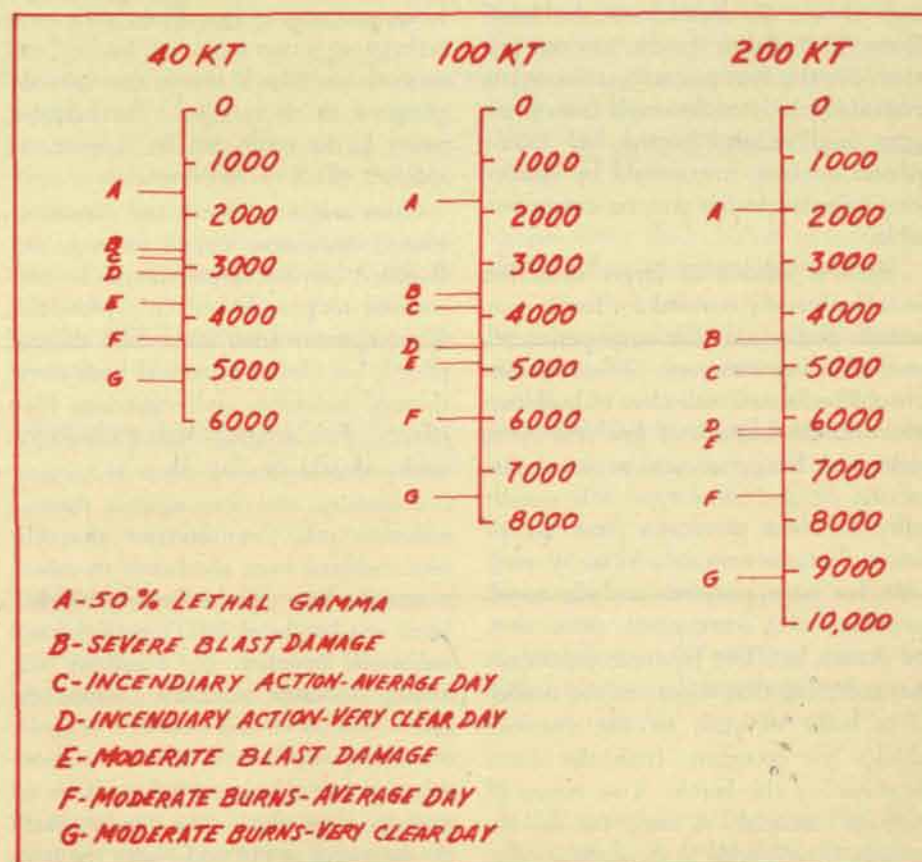 40 KT
0
1000
A
2000
B
C
D
3000
E
4000
F
5000
G
6000
100 KT
0
1000
A
2000
3000
B
C
4000
D
E
5000
F 6000
7000
G
8000
200 KT
0
1000
A 2000
3000
4000
B
C 5000
D 6000
E
7000
F
8000
9000
G
10,000
A-50% LETHAL GAMMA
B-SEVERE BLAST DAMAGE
C-INCENDIARY ACTION-AVERAGE DAY
D-INCENDIARY ACTION-VERY CLEAR DAY
E-MODERATE BLAST DAMAGE
F-MODERATE BURNS-AVERAGE DAY
G-MODERATE BURNS-VERY CLEAR DAY